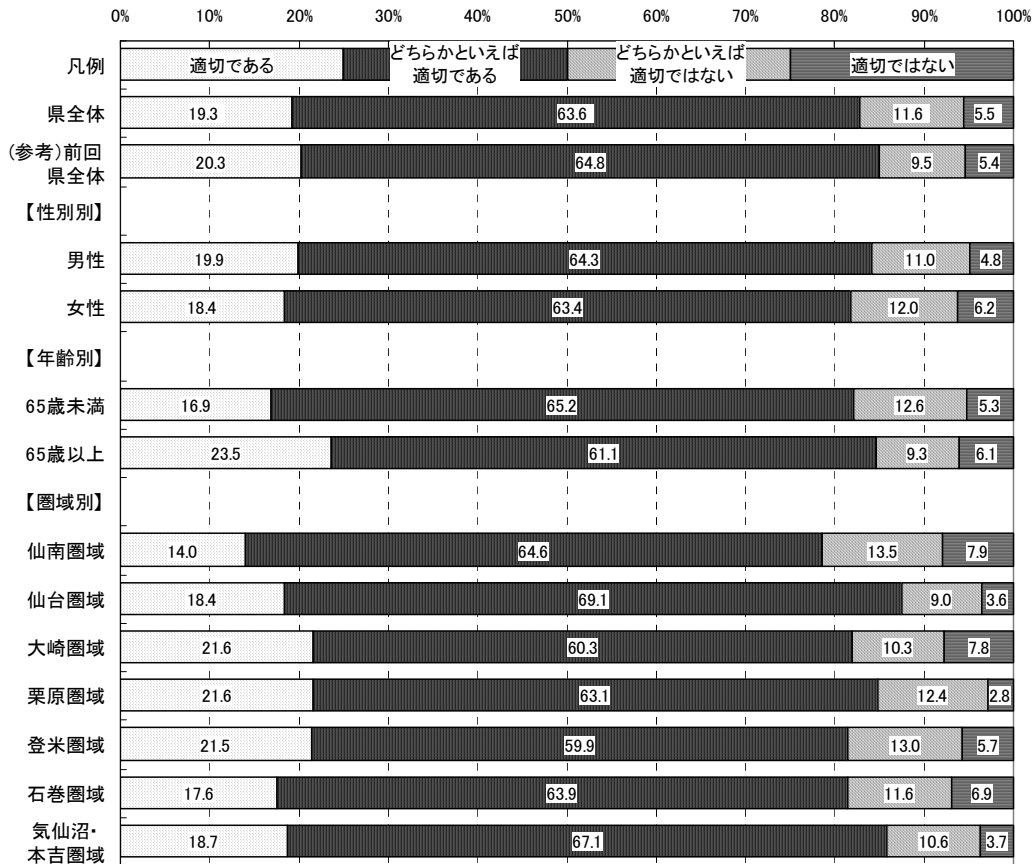 0% 10% 20% 30% 40% 50% 60% 70% 80% 90% 100%
凡例 適切である どちらかといえば適切である どちらかといえば適切ではない 適切ではない
県全体 19.3 63.6 11.6 5.5
(参考)前回
県全体 20.3 64.8 9.5 5.4
【性別別】
男性 19.9 64.3 11.0 4.8
女性 18.4 63.4 12.0 6.2
【年齢別】
65歳未満 16.9 65.2 12.6 5.3
65歳以上 23.5 61.1 9.3 6.1
【圏域別】
仙南圏域 14.0 64.6 13.5 7.9
仙台圏域 18.4 69.1 9.0 3.6
大崎圏域 21.6 60.3 10.3 7.8
栗原圏域 21.6 63.1 12.4 2.8
登米圏域 21.5 59.9 13.0 5.7
石巻圏域 17.6 63.9 11.6 6.9
気仙沼・
本吉圏域 18.7 67.1 10.6 3.7